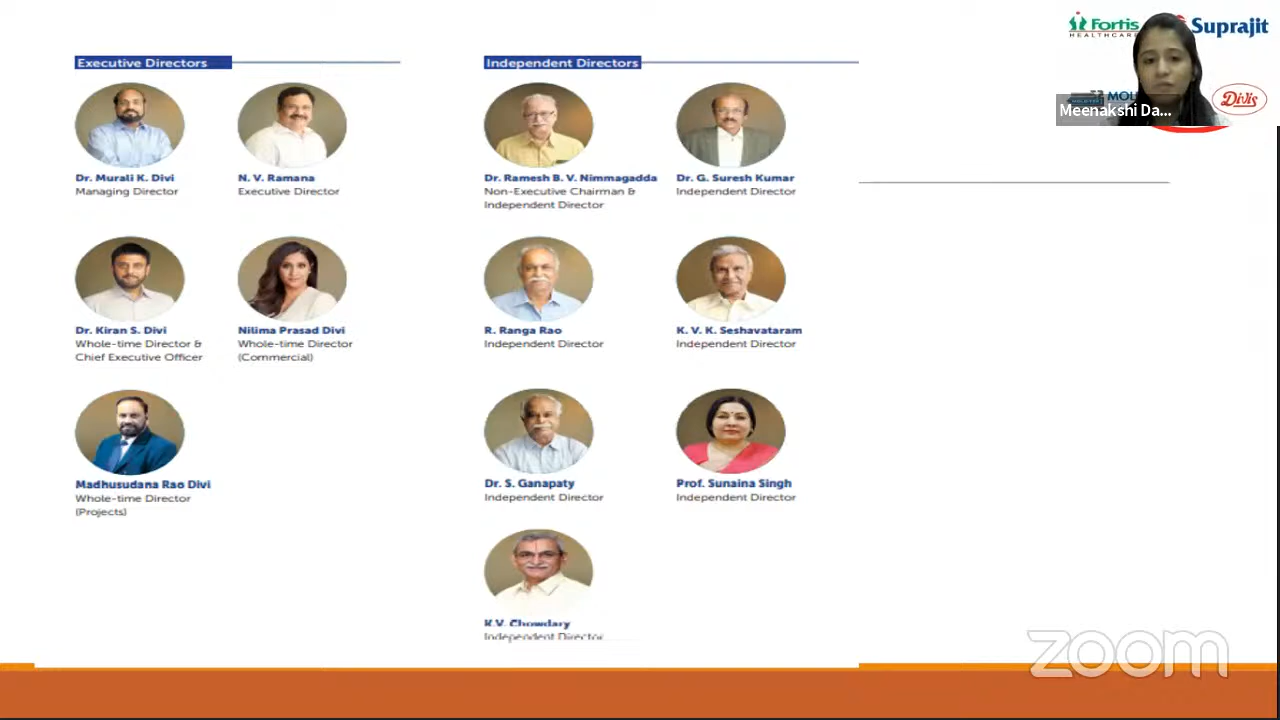 Fortis
HEALTHCARE
Suprajit
Divis
Meenakshi Da...
Executive Directors
Dr. Murali K. Divi
Managing Director
N. V. Ramana
Executive Director
Dr. Kiran S. Divi
Whole-time Director &
Chief Executive Officer
Nilima Prasad Divi
Whole-time Director
(Commercial)
Madhusudana Rao Divi
Whole-time Director
(Projects)
Independent Directors
Dr. Ramesh B. V. Nimmagadda
Non-Executive Chairman &
Independent Director
Dr. G. Suresh Kumar
Independent Director
R. Ranga Rao
Independent Director
K. V. K. Seshavataram
Independent Director
Dr. S. Ganapaty
Independent Director
Prof. Sunaina Singh
Independent Director
K.V. Chowdary
Independent Director
zoom